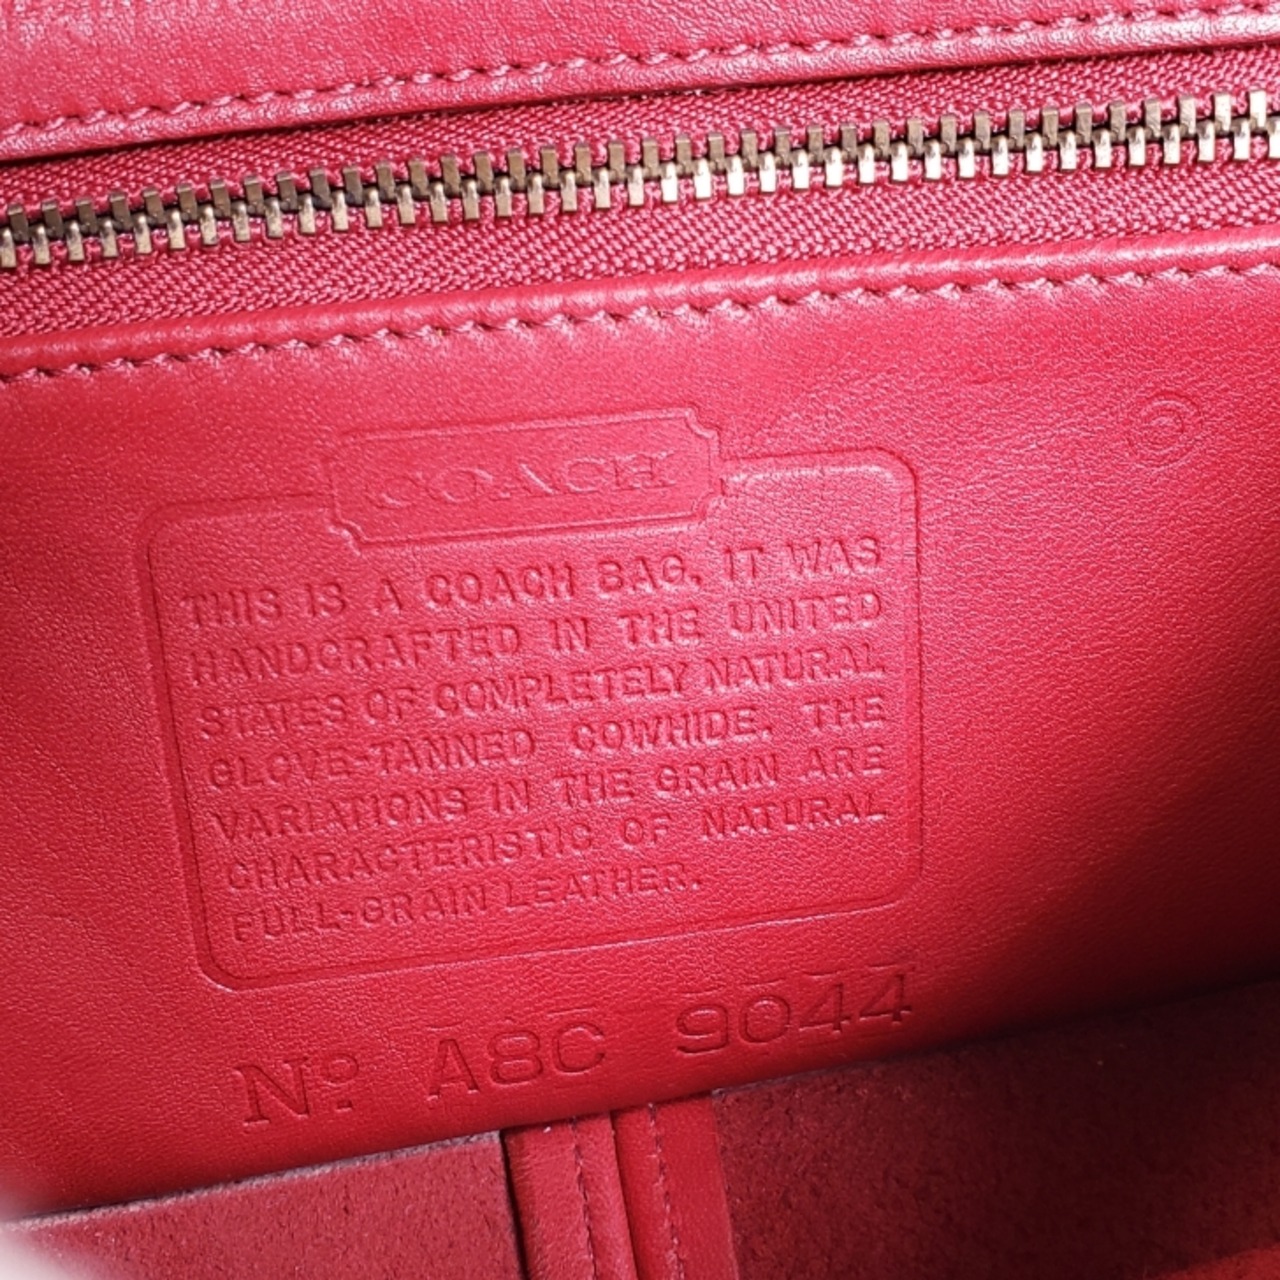 COACH
THIS IS A COACH BAG. IT WAS
HANDCRAFTED IN THE UNITED
STATES OF COMPLETELY NATURAL
GLOVE-TANNED COWHIDE. THE
VARIATIONS IN THE GRAIN ARE
CHARACTERISTIC OF NATURAL
FULL-GRAIN LEATHER.
Nº A8C 9044